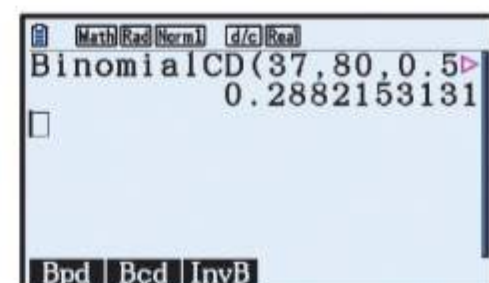 Math Rad Norm1 d/c Real
BinomialCD(37,80,0.5
0.2882153131
Bpd Bcd InvB